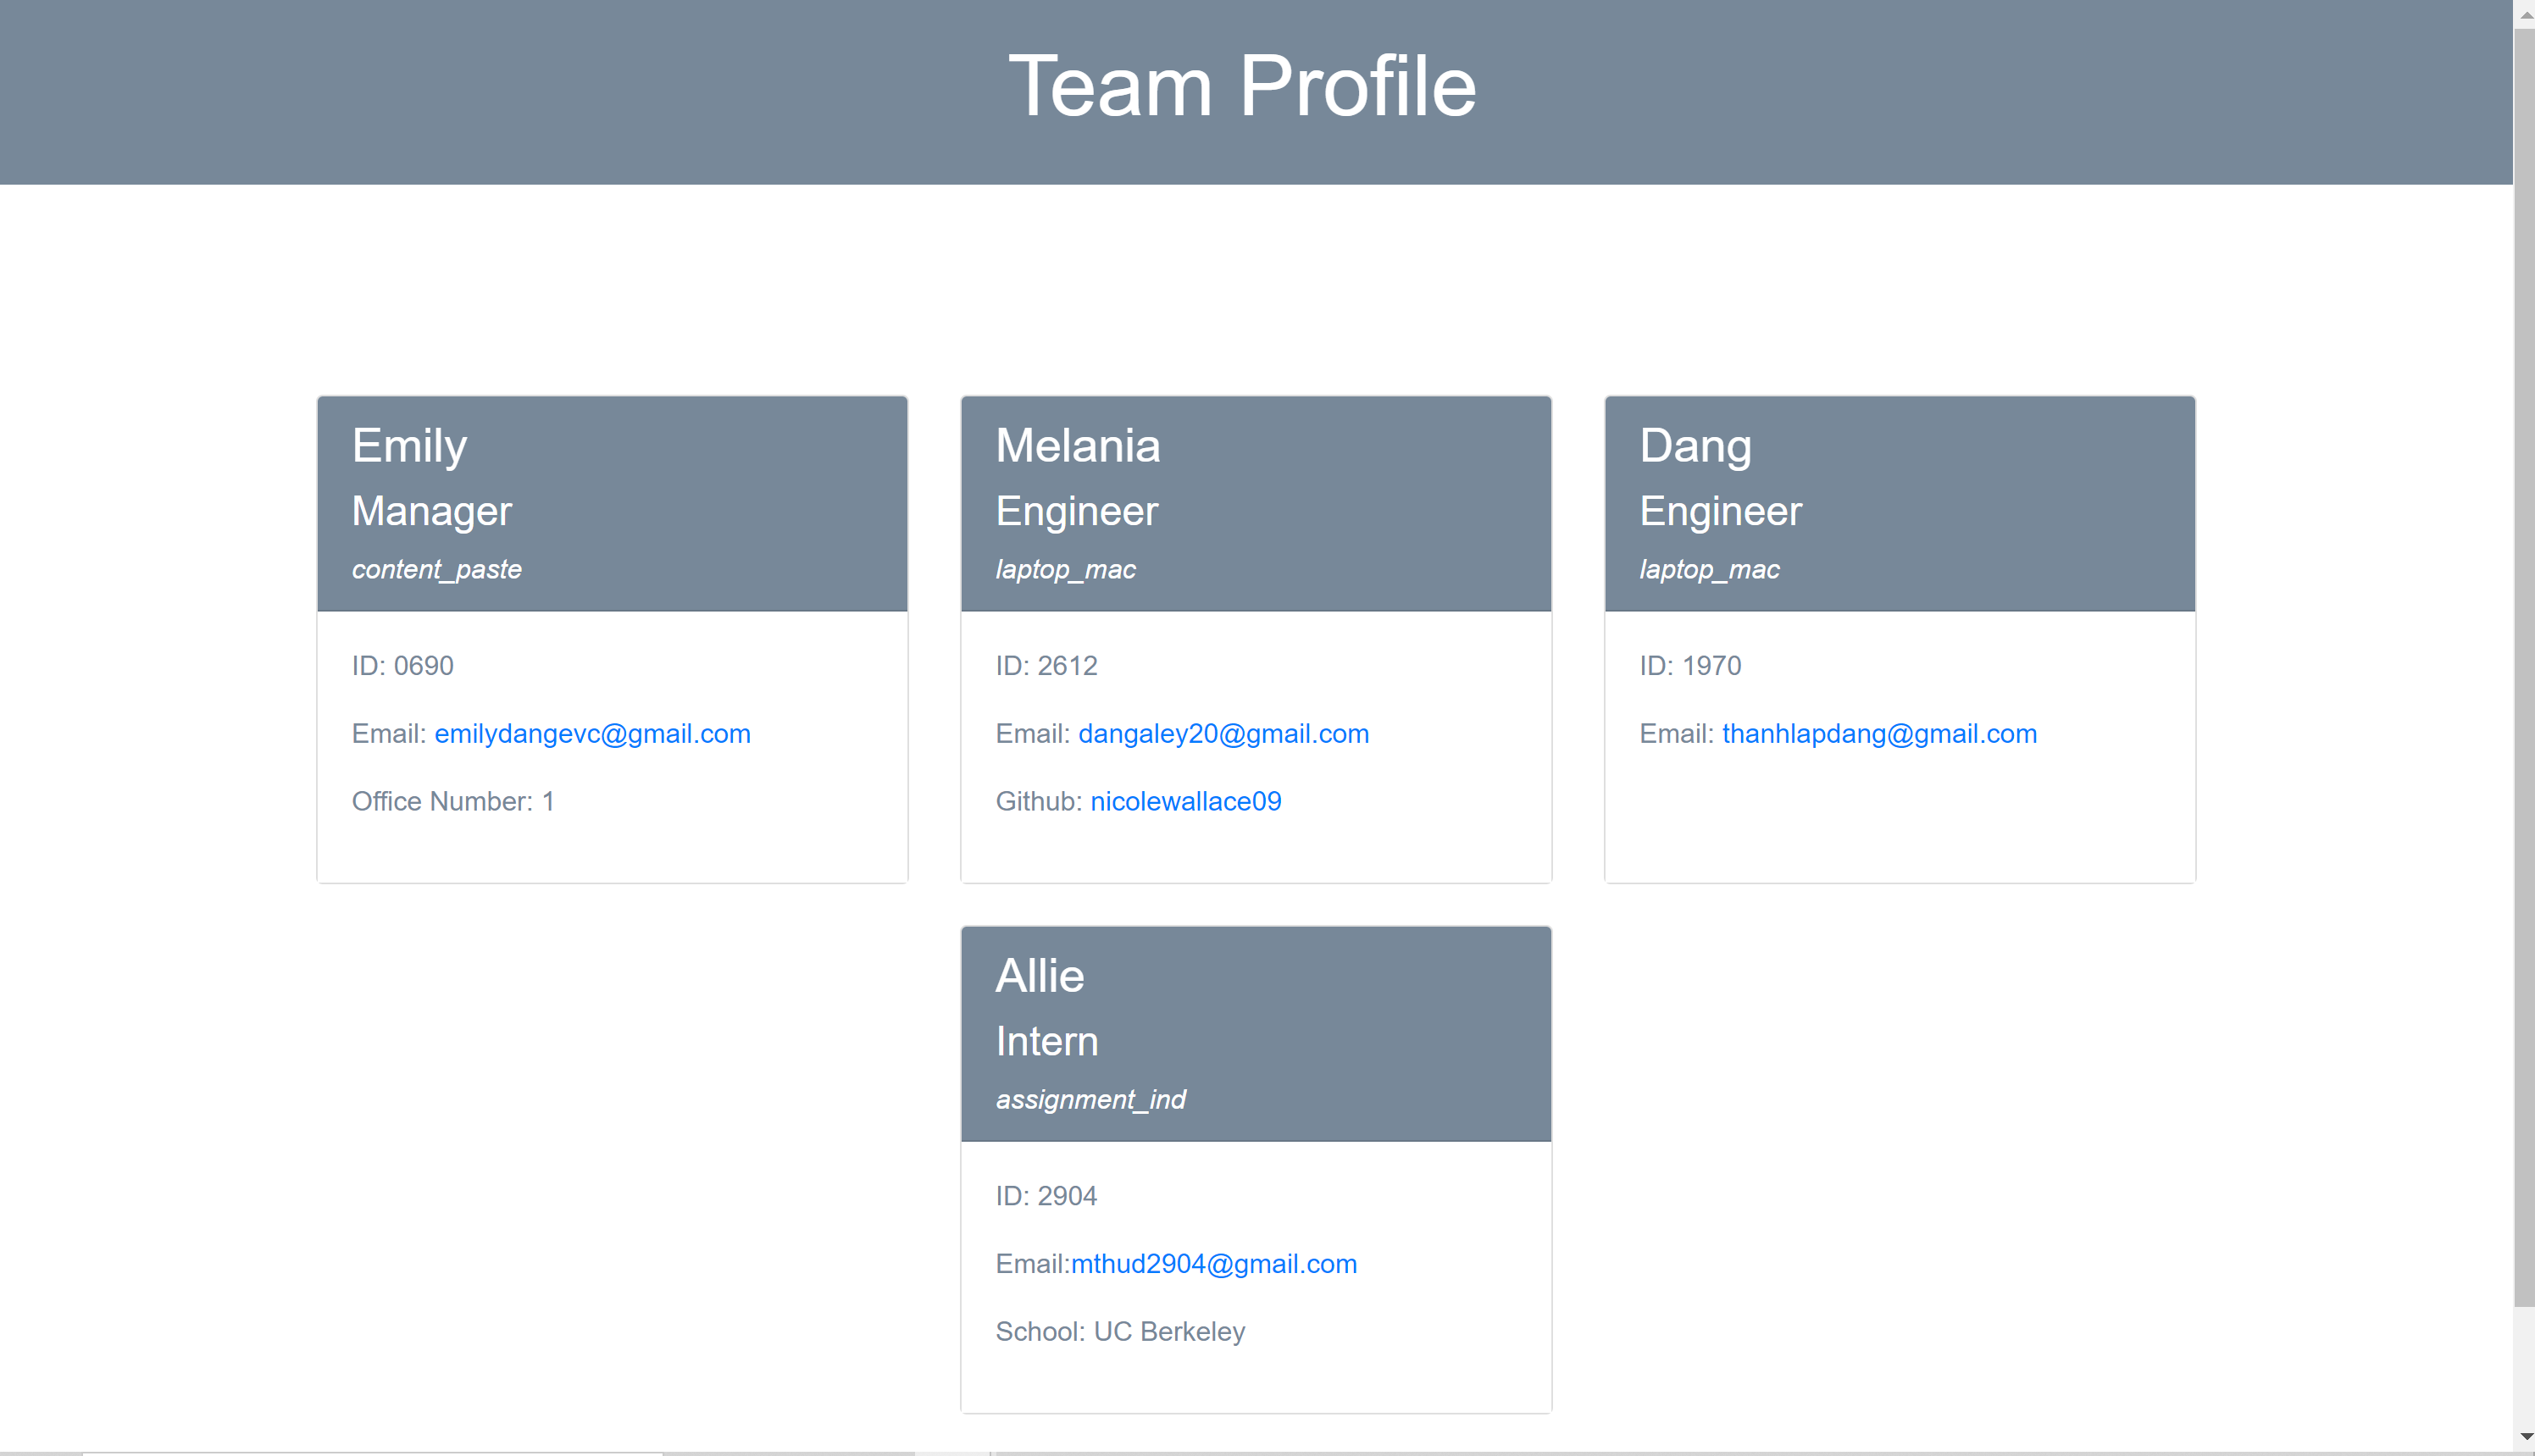 Team Profile
Emily
Manager
content_paste
ID: 0690
Email: emilydangevc@gmail.com
Office Number: 1
Melania
Engineer
laptop_mac
ID: 2612
Email: dangaley20@gmail.com
Github: nicolewallace09
Dang
Engineer
laptop_mac
ID: 1970
Email: thanhlapdang@gmail.com
Allie
Intern
assignment_ind
ID: 2904
Email:mthud2904@gmail.com
School: UC Berkeley